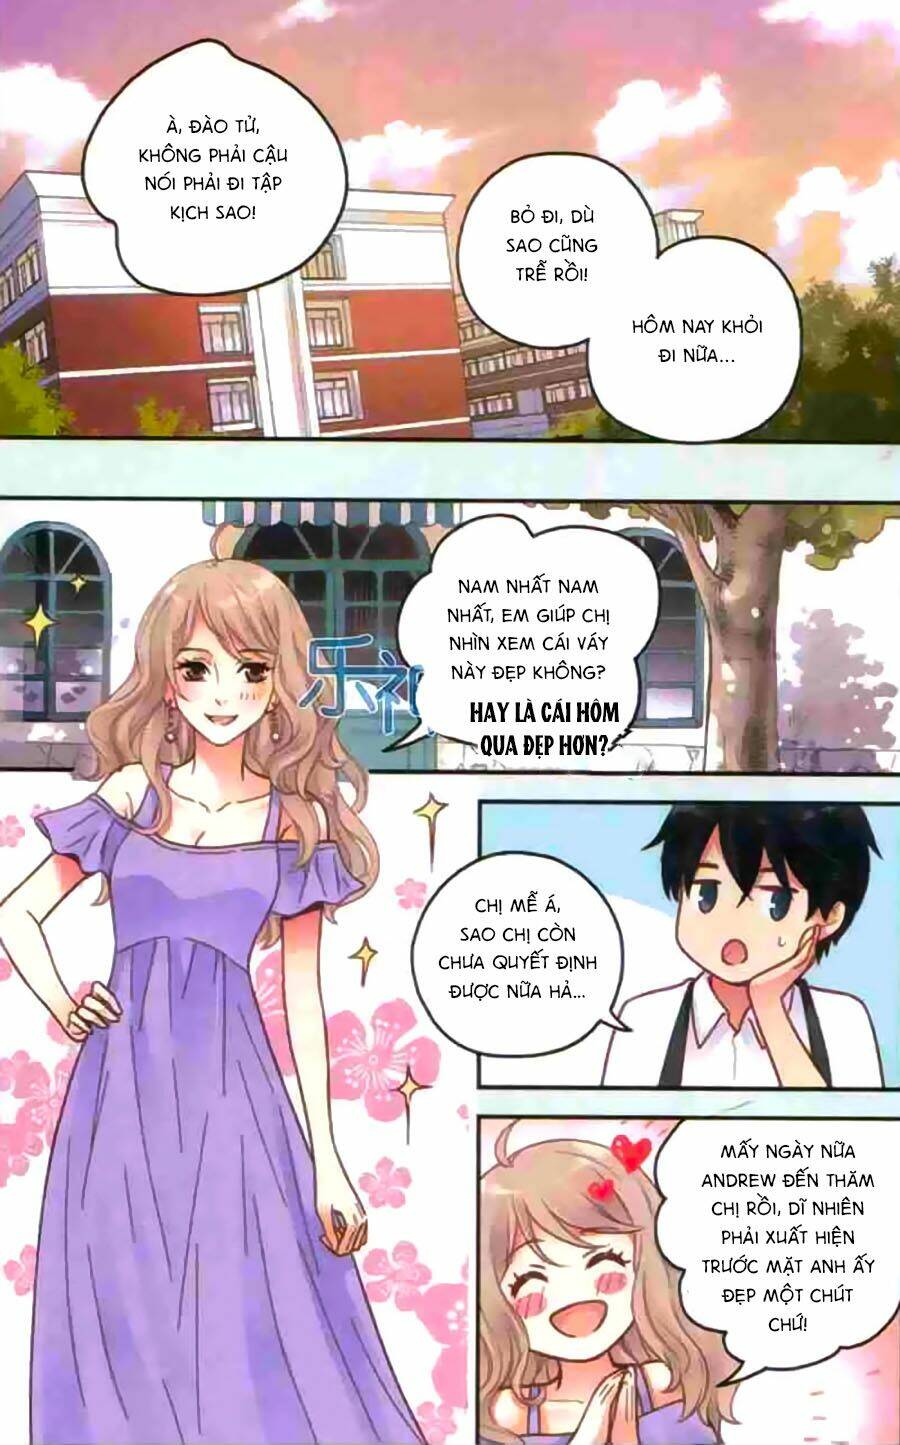 À, ĐÀO TỬ,
KHÔNG PHẢI CẬU
NÓI PHẢI ĐI TẬP
KỊCH SAO!
BỎ ĐI, DÙ
SAO CŨNG
TRỄ RỒI!
HÔM NAY KHỎI
ĐI NỮA...
NAM NHẤT NAM
NHẤT, EM GIÚP CHỊ
NHÌN XEM CÁI VÁY
NÀY ĐẸP KHÔNG?
HAY LÀ CÁI HÔM
QUA ĐẸP HƠN?
乐
CHỊ MỄ Á,
SAO CHỊ CÒN
CHƯA QUYẾT ĐỊNH
ĐƯỢC NỮA HẢ...
MẤY NGÀY NỮA
ANDREW ĐẾN THĂM
CHỊ RỒI, DĨ NHIÊN
PHẢI XUẤT HIỆN
TRƯỚC MẶT ANH ẤY
ĐẸP MỘT CHÚT
CHỨ!